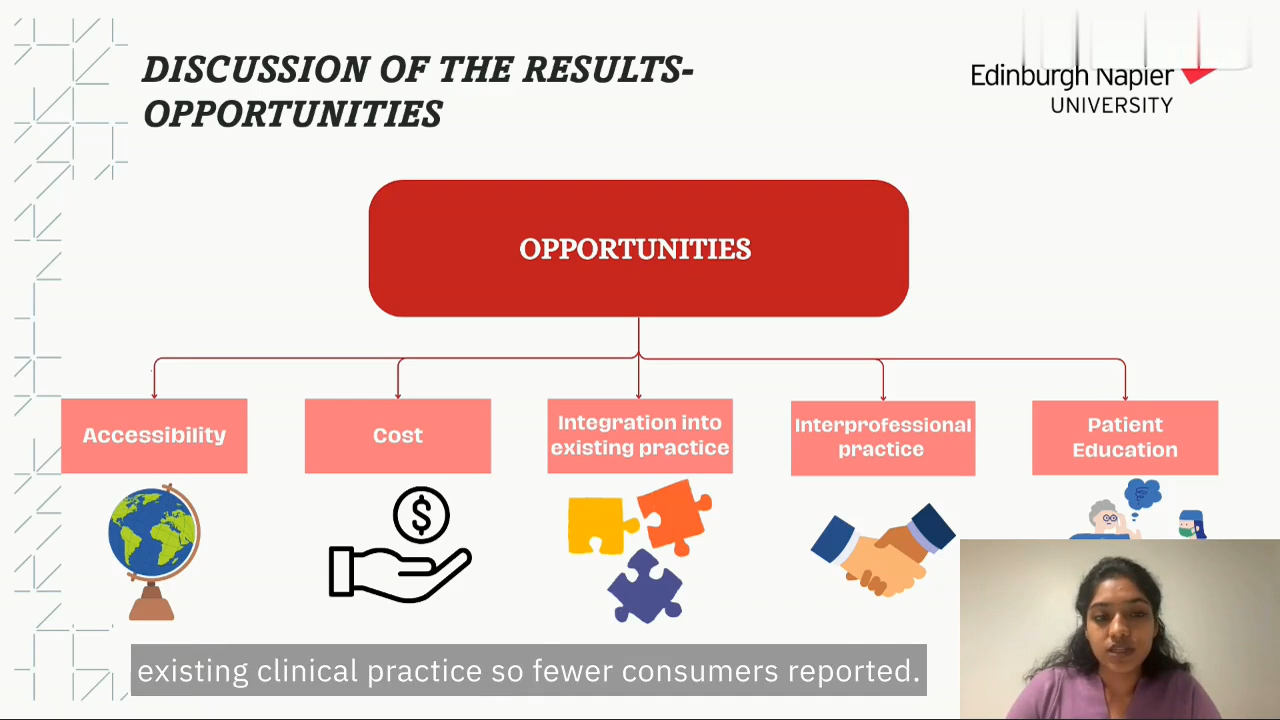 DISCUSSION OF THE RESULTS-
OPPORTUNITIES
Edinburgh Napier
UNIVERSITY
OPPORTUNITIES
Accessibility
Cost
Integration into
existing practice
Interprofessional
practice
Patient
Education
$
existing clinical practice so fewer consumers reported.